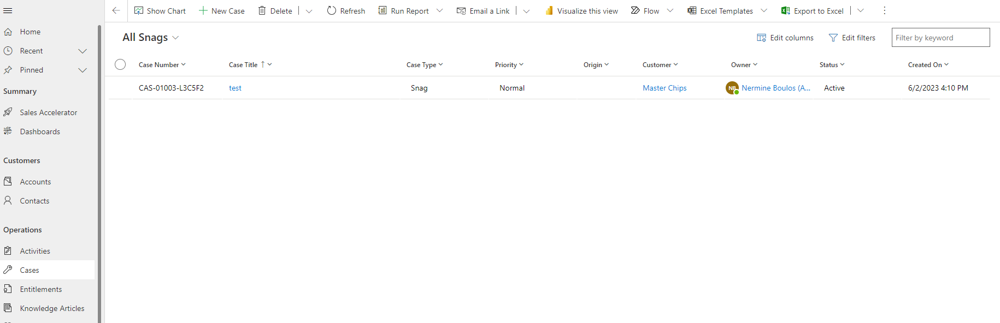 Show Chart New Case Delete Refresh Run Report Email a Link Visualize this view Flow Excel Templates Export to Excel
Home
Recent
Pinned
Summary
Sales Accelerator
Dashboards
Customers
Accounts
Contacts
Operations
Activities
Cases
Entitlements
Knowledge Articles
All Snags Edit columns Edit filters Filter by keyword
Case Number Case Title Case Type Priority Origin Customer Owner Status Created On
CAS-01003-L3C5F2 test Snag Normal Master Chips NB Nermine Boulos (A... Active 6/2/2023 4:10 PM